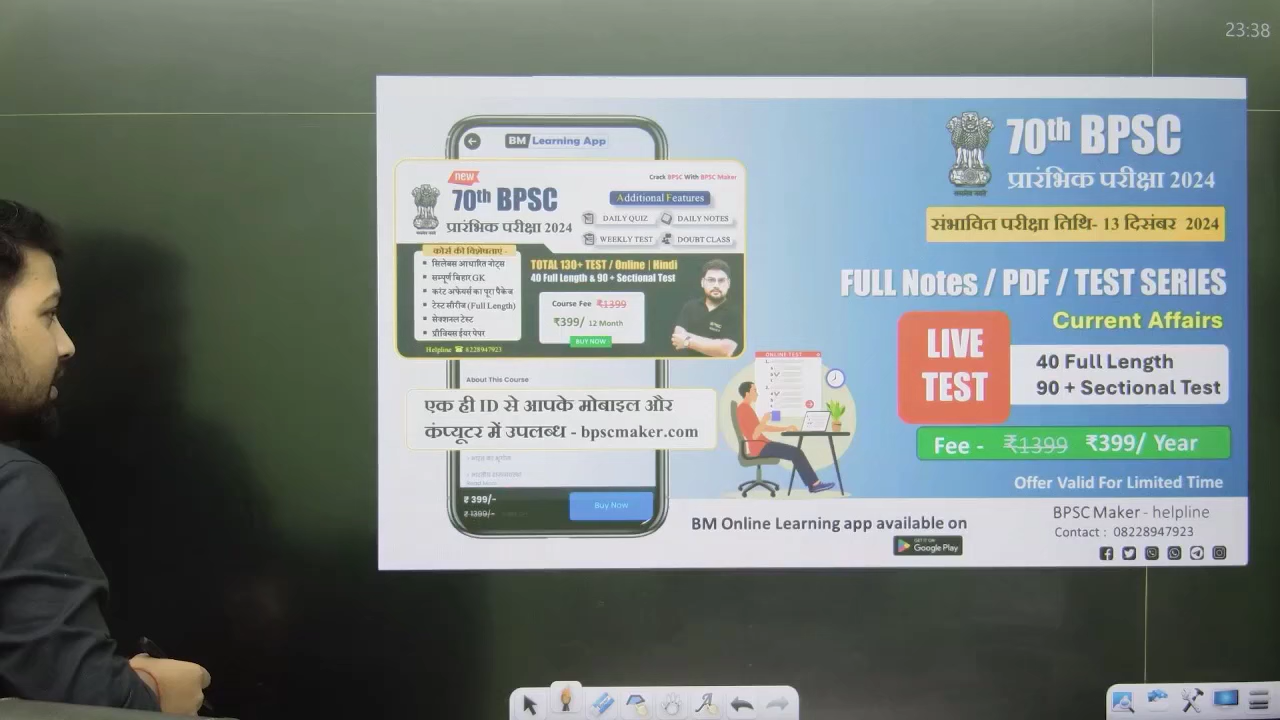 23:38
BM Learning App
new
Crack BPSC With BPSC Maker
70th BPSC
प्रारंभिक परीक्षा 2024
Additional Features
DAILY QUIZ
DAILY NOTES
WEEKLY TEST
DOUBT CLASS
कोर्स की विशेषताएं -
सिलेबस आधारित नोट्स
सम्पूर्ण बिहार GK
करंट अफेयर्स का पूरा पैकेज
टेस्ट सीरीज (Full Length)
सेक्शनल टेस्ट
प्रीवियस ईयर पेपर
Helpline ☎ 8228947923
TOTAL 130+ TEST / Online | Hindi
40 Full Length & 90 + Sectional Test
Course Fee ₹1399
₹399/ 12 Month
BUY NOW
About This Course
एक ही ID से आपके मोबाइल और
कंप्यूटर में उपलब्ध - bpscmaker.com
₹ 399/-
₹ 1399/-
Buy Now
ONLINE TEST
BM Online Learning app available on
GET IT ON
Google Play
70th BPSC
प्रारंभिक परीक्षा 2024
संभावित परीक्षा तिथि- 13 दिसंबर 2024
FULL Notes / PDF / TEST SERIES
Current Affairs
LIVE
TEST
40 Full Length
90 + Sectional Test
Fee - ₹1399 ₹399/ Year
Offer Valid For Limited Time
BPSC Maker - helpline
Contact : 08228947923